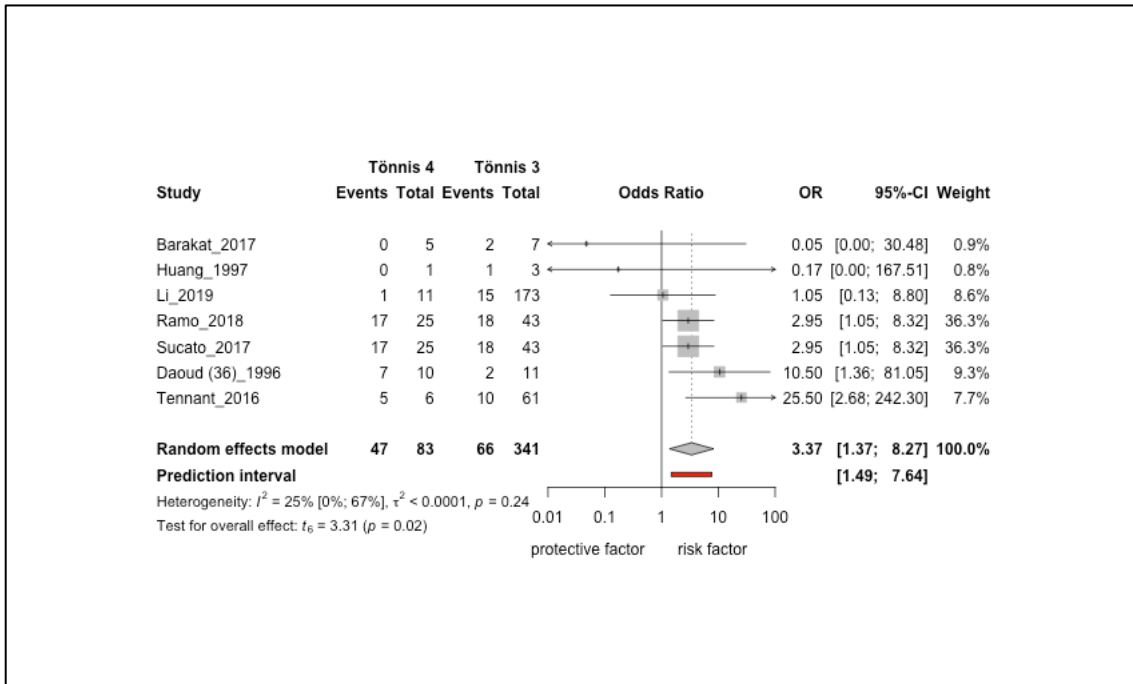 Tönnis 4 Tönnis 3
Study Events Total Events Total Odds Ratio OR 95%-CI Weight
Barakat_2017 0 5 2 7 0.05 [0.00; 30.48] 0.9%
Huang_1997 0 1 1 3 0.17 [0.00; 167.51] 0.8%
Li_2019 1 11 15 173 1.05 [0.13; 8.80] 8.6%
Ramo_2018 17 25 18 43 2.95 [1.05; 8.32] 36.3%
Sucato_2017 17 25 18 43 2.95 [1.05; 8.32] 36.3%
Daoud (36)_1996 7 10 2 11 10.50 [1.36; 81.05] 9.3%
Tennant_2016 5 6 10 61 25.50 [2.68; 242.30] 7.7%
Random effects model 47 83 66 341 3.37 [1.37; 8.27] 100.0%
Prediction interval [1.49; 7.64]
Heterogeneity: I² = 25% [0%; 67%], τ² < 0.0001, p = 0.24
0.01 0.1 1 10 100
Test for overall effect: t₆ = 3.31 (p = 0.02)
protective factor risk factor